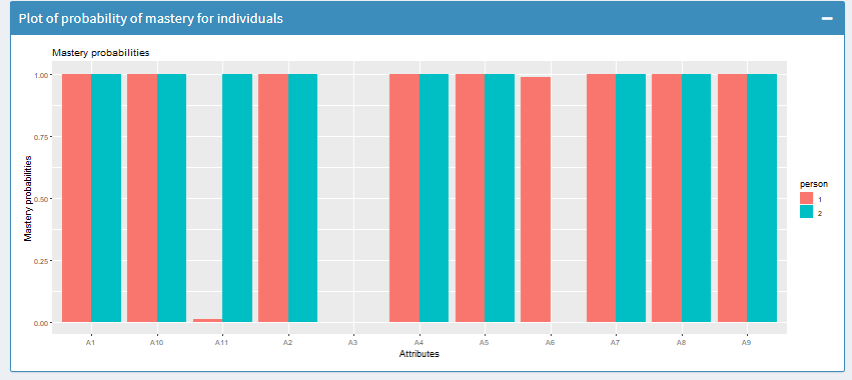 Plot of probability of mastery for individuals
Mastery probabilities
Mastery probabilities
1.00
0.75
0.50
0.25
0.00
A1 A10 A11 A2 A3 A4 A5 A6 A7 A8 A9
Attributes
person
1
2